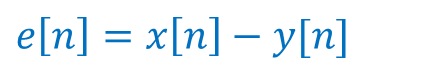 e[n] = x[n] − y[n]